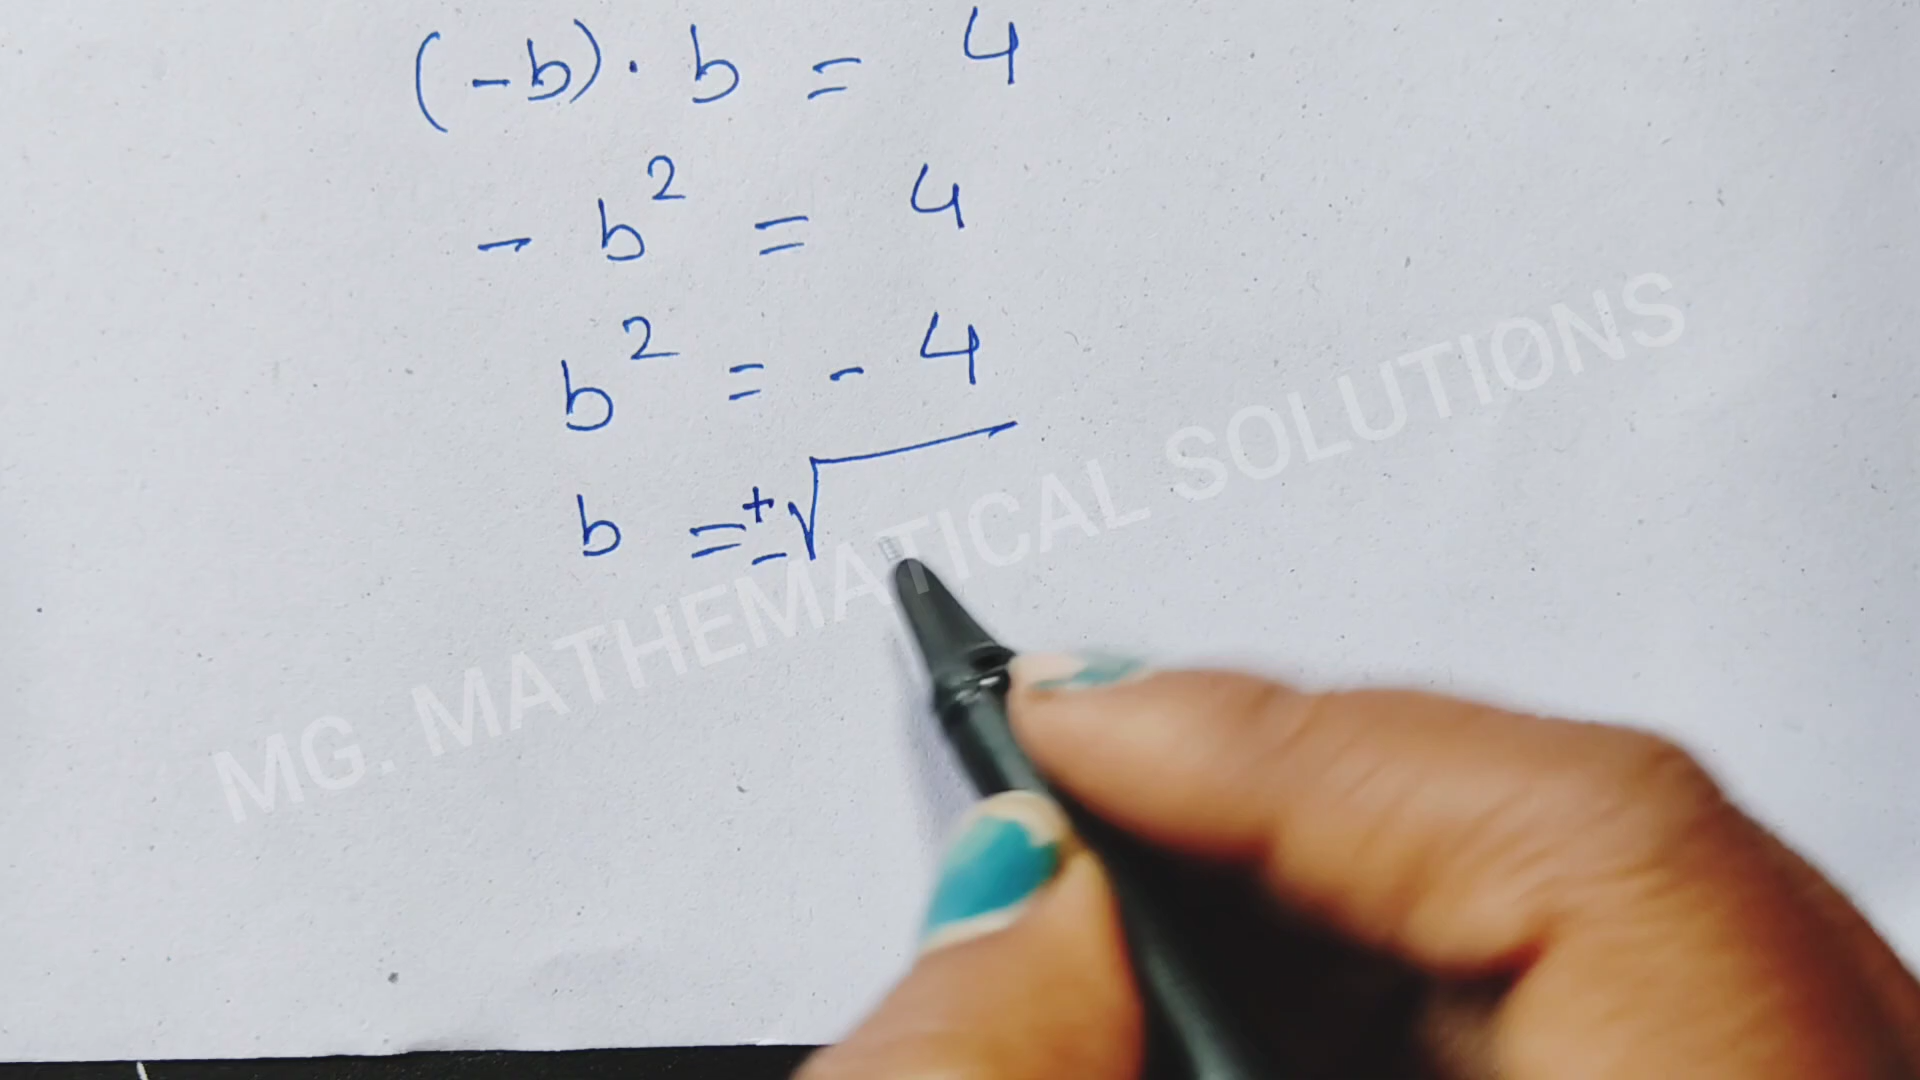 (-b) · b = 4
- b² = 4
b² = - 4
b = ±√
MG. MATHEMATICAL SOLUTIONS